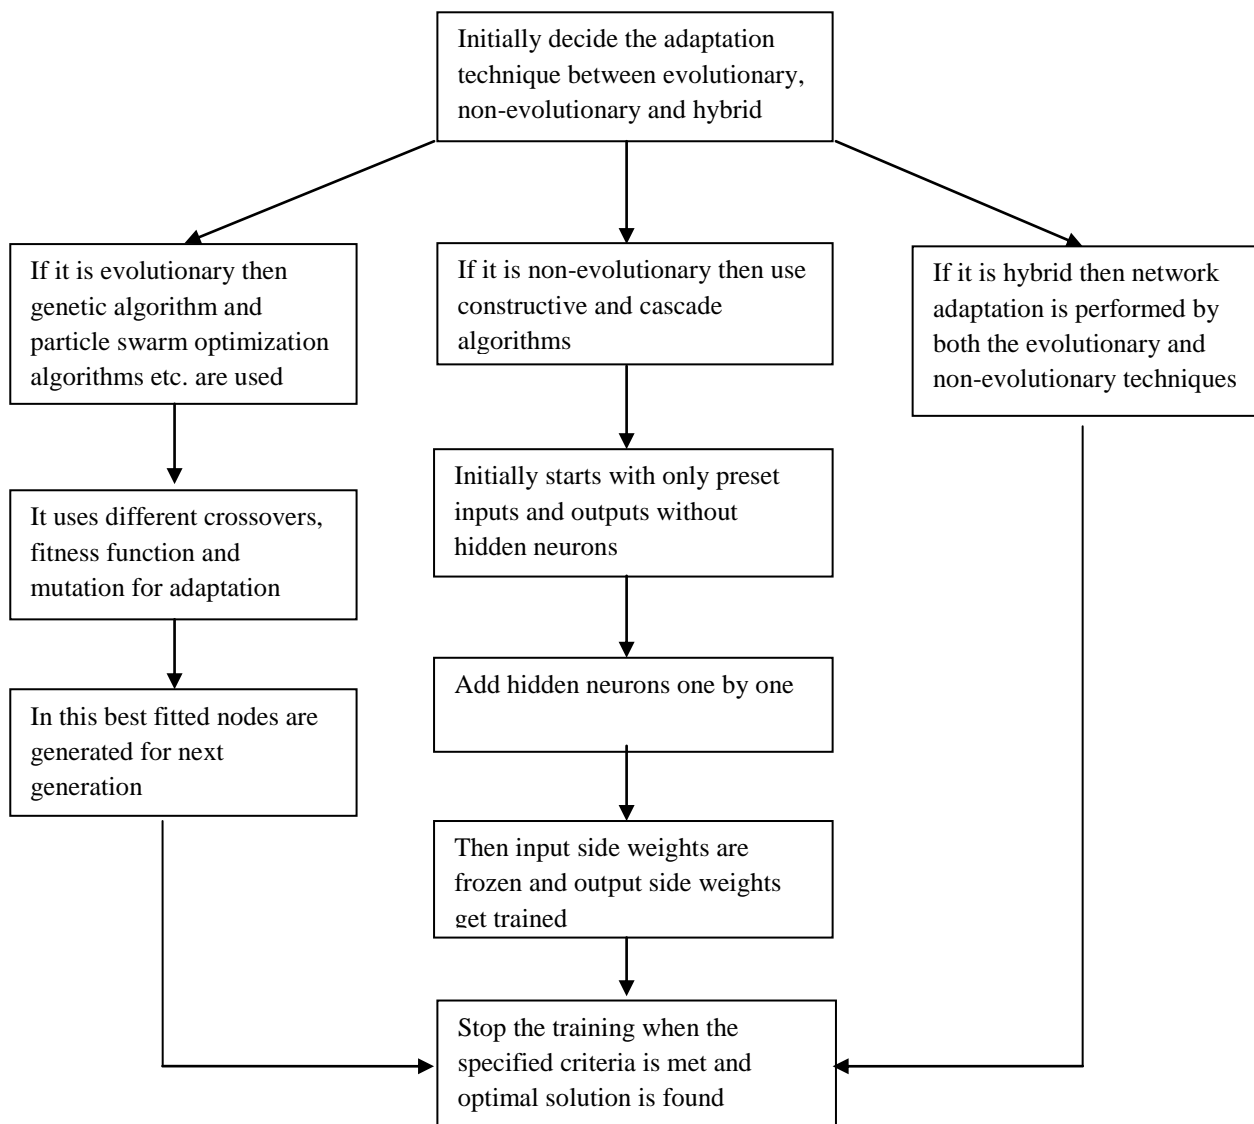 Initially decide the adaptation
technique between evolutionary,
non-evolutionary and hybrid
If it is evolutionary then
genetic algorithm and
particle swarm optimization
algorithms etc. are used
If it is non-evolutionary then use
constructive and cascade
algorithms
If it is hybrid then network
adaptation is performed by
both the evolutionary and
non-evolutionary techniques
It uses different crossovers,
fitness function and
mutation for adaptation
Initially starts with only preset
inputs and outputs without
hidden neurons
In this best fitted nodes are
generated for next
generation
Add hidden neurons one by one
Then input side weights are
frozen and output side weights
get trained
Stop the training when the
specified criteria is met and
optimal solution is found